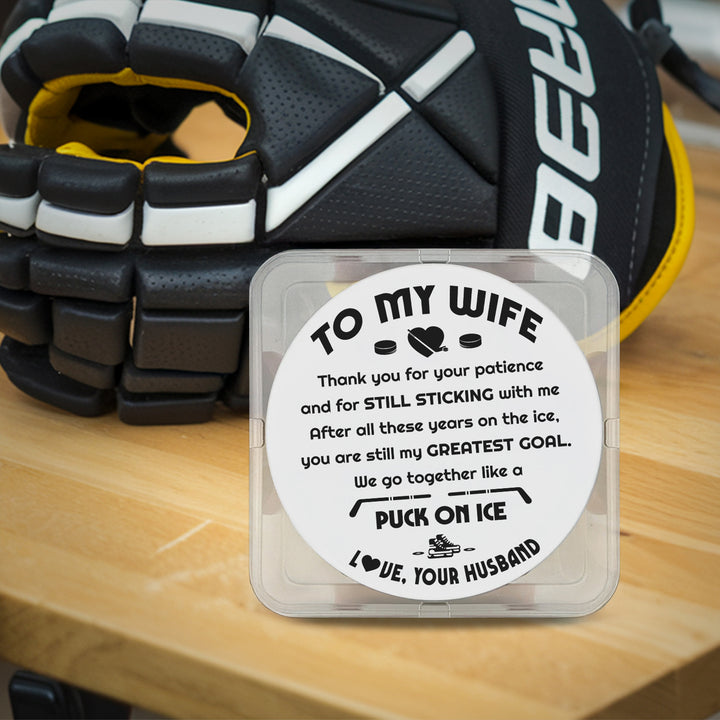 TO MY WIFE
Thank you for your patience
and for STILL STICKING with me
After all these years on the ice,
you are still my GREATEST GOAL.
We go together like a
PUCK ON ICE
LOVE, YOUR HUSBAND